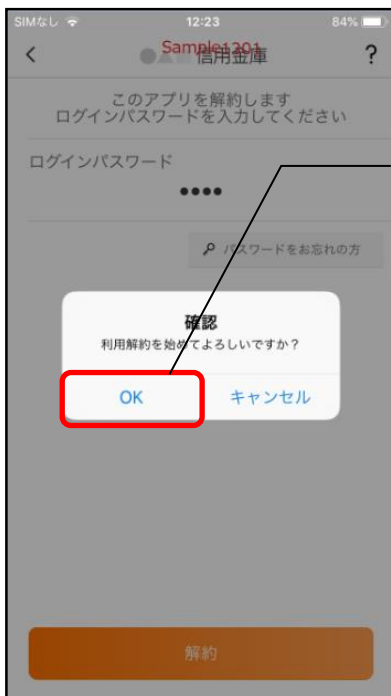 SIMなし 12:23 84%
Sample1201
信用金庫 ?
このアプリを解約します
ログインパスワードを入力してください
ログインパスワード
••••
パスワードをお忘れの方
確認
利用解約を始めてよろしいですか？
OK キャンセル
解約